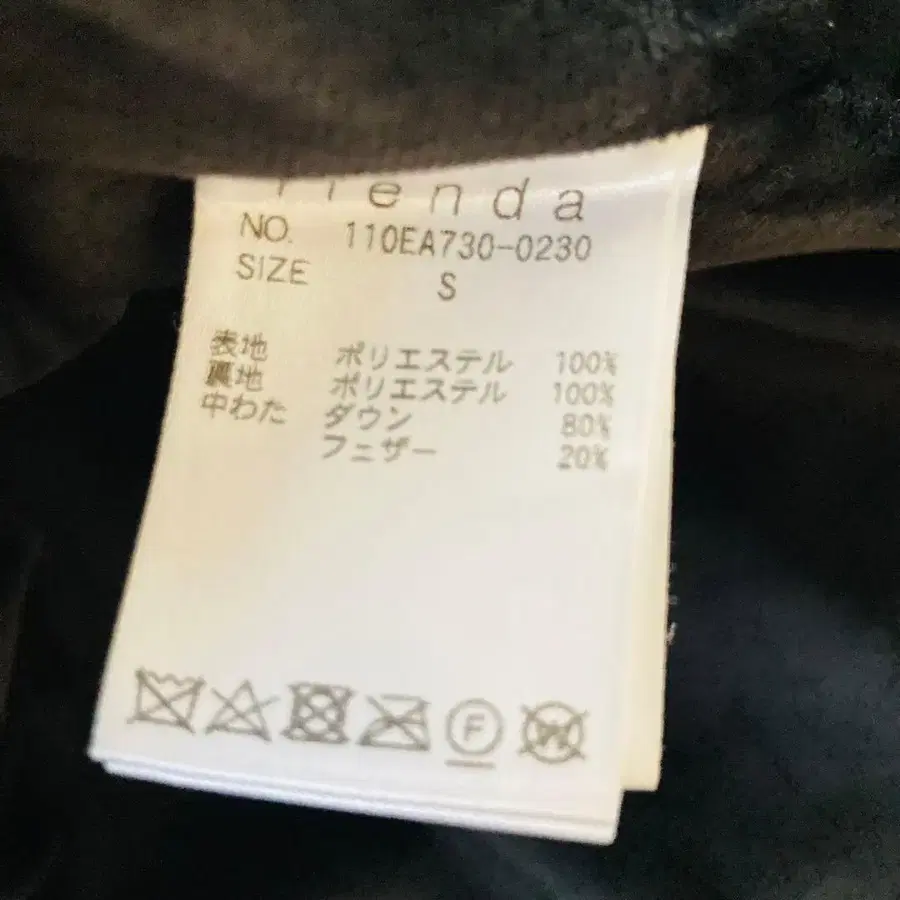 rienda
NO. 110EA730-0230
SIZE S
表地 ポリエステル 100%
裏地 ポリエステル 100%
中わた ダウン 80%
フェザー 20%
F
W